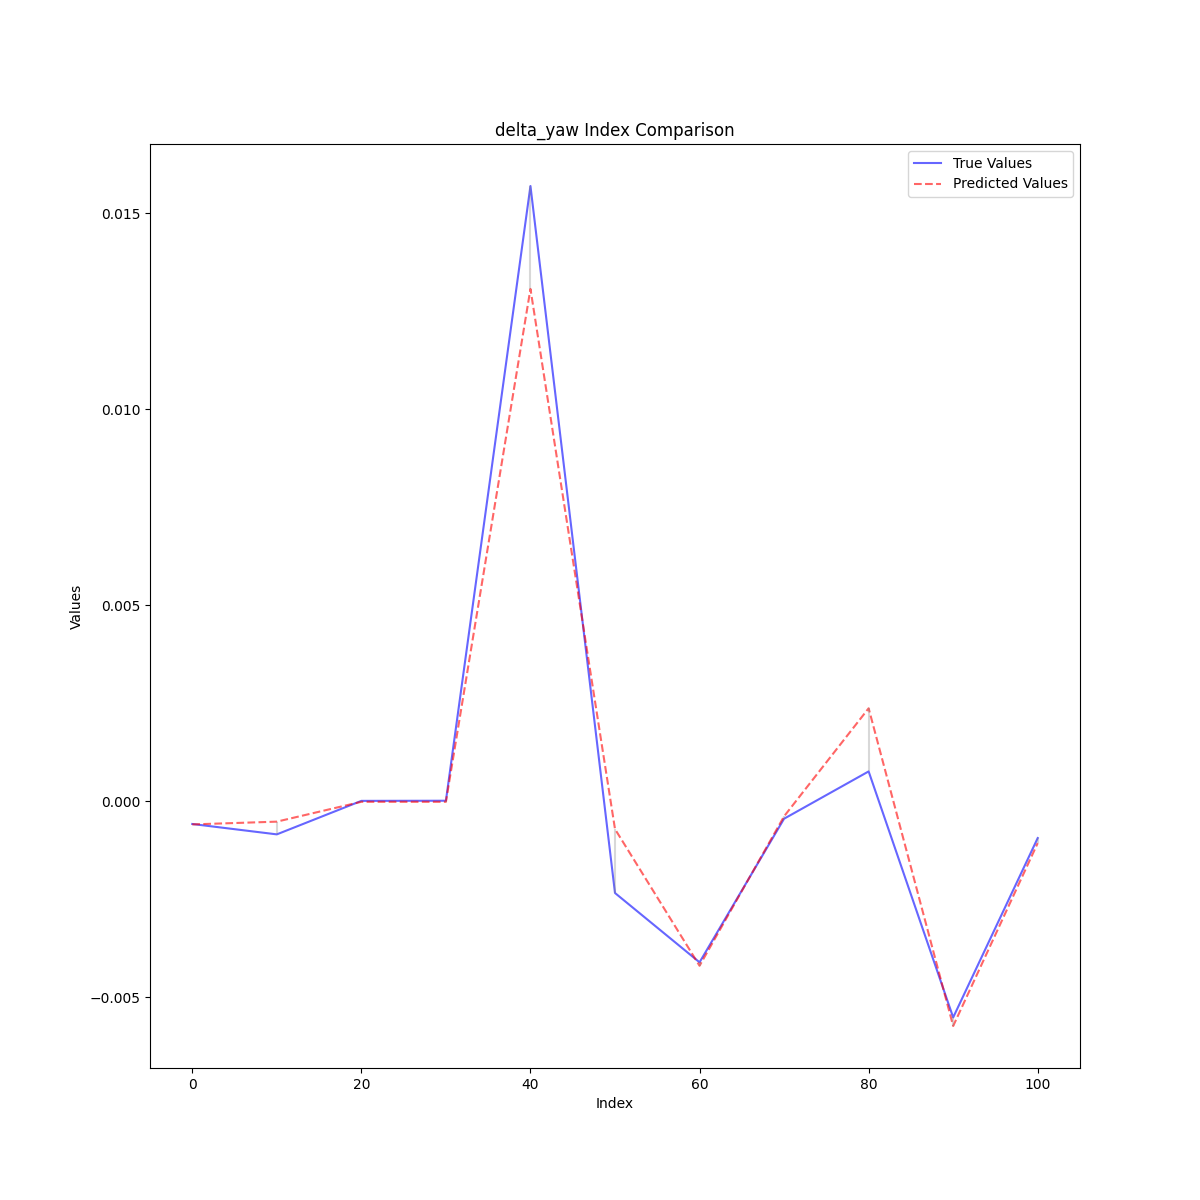 delta_yaw Index Comparison
True Values
Predicted Values
0.015
0.010
0.005
0.000
−0.005
Values
0 20 40 60 80 100
Index